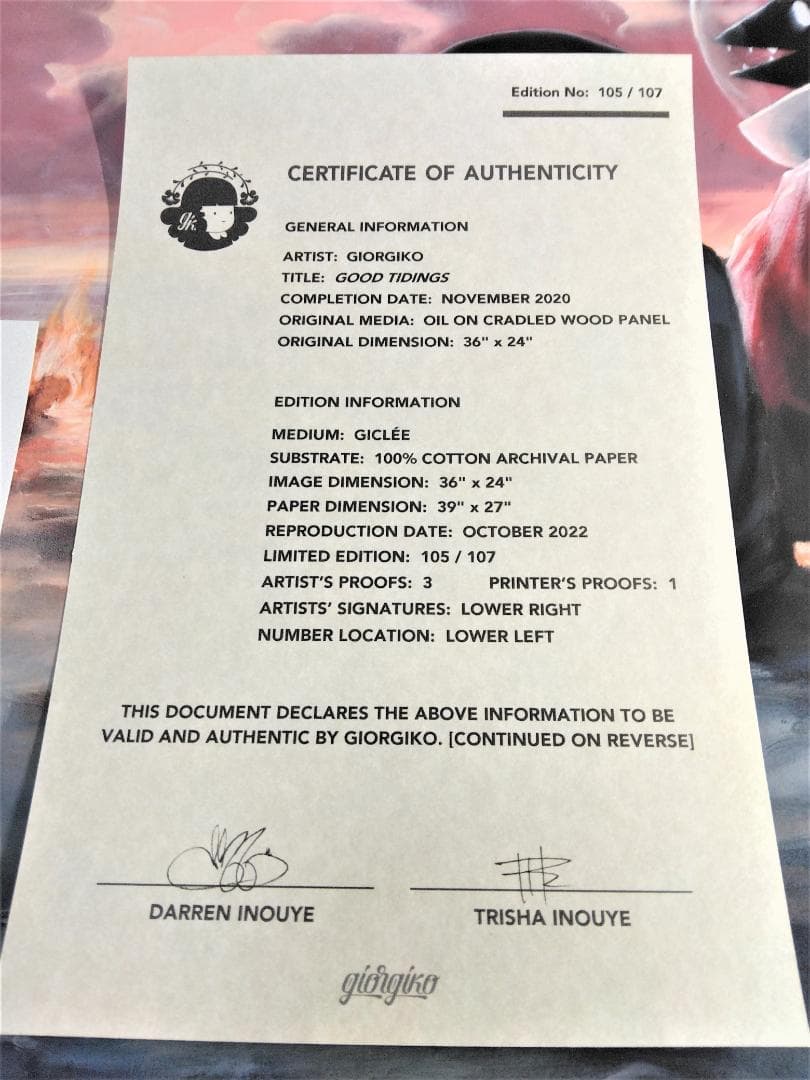 Edition No: 105 / 107
CERTIFICATE OF AUTHENTICITY
gk.
GENERAL INFORMATION
ARTIST: GIORGIKO
TITLE: GOOD TIDINGS
COMPLETION DATE: NOVEMBER 2020
ORIGINAL MEDIA: OIL ON CRADLED WOOD PANEL
ORIGINAL DIMENSION: 36" x 24"
EDITION INFORMATION
MEDIUM: GICLÉE
SUBSTRATE: 100% COTTON ARCHIVAL PAPER
IMAGE DIMENSION: 36" x 24"
PAPER DIMENSION: 39" x 27"
REPRODUCTION DATE: OCTOBER 2022
LIMITED EDITION: 105 / 107
ARTIST'S PROOFS: 3 PRINTER'S PROOFS: 1
ARTISTS' SIGNATURES: LOWER RIGHT
NUMBER LOCATION: LOWER LEFT
THIS DOCUMENT DECLARES THE ABOVE INFORMATION TO BE
VALID AND AUTHENTIC BY GIORGIKO. [CONTINUED ON REVERSE]
DARREN INOUYE
TRISHA INOUYE
giorgiko